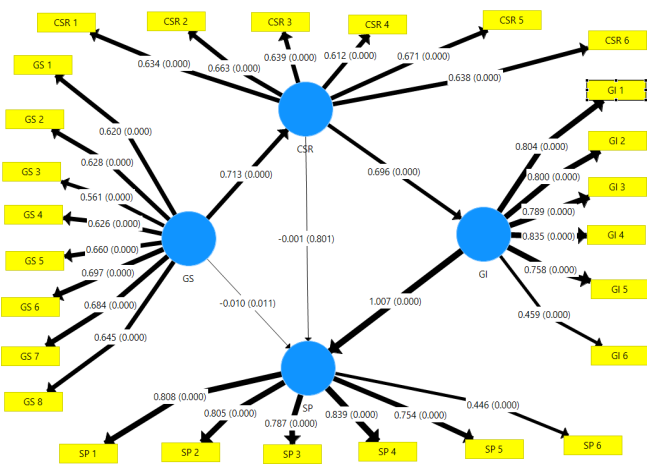 CSR 1
CSR 2
CSR 3
CSR 4
CSR 5
CSR 6
0.634 (0.000)
0.663 (0.000)
0.639 (0.000)
0.612 (0.000)
0.671 (0.000)
0.638 (0.000)
CSR
GS 1
GS 2
GS 3
GS 4
GS 5
GS 6
GS 7
GS 8
0.620 (0.000)
0.628 (0.000)
0.561 (0.000)
0.626 (0.000)
0.660 (0.000)
0.697 (0.000)
0.684 (0.000)
0.645 (0.000)
GS
0.713 (0.000)
0.696 (0.000)
-0.001 (0.801)
-0.010 (0.011)
1.007 (0.000)
GI 1
GI 2
GI 3
GI 4
GI 5
GI 6
0.804 (0.000)
0.800 (0.000)
0.789 (0.000)
0.835 (0.000)
0.758 (0.000)
0.459 (0.000)
GI
SP
0.808 (0.000)
0.805 (0.000)
0.787 (0.000)
0.839 (0.000)
0.754 (0.000)
0.446 (0.000)
SP 1
SP 2
SP 3
SP 4
SP 5
SP 6